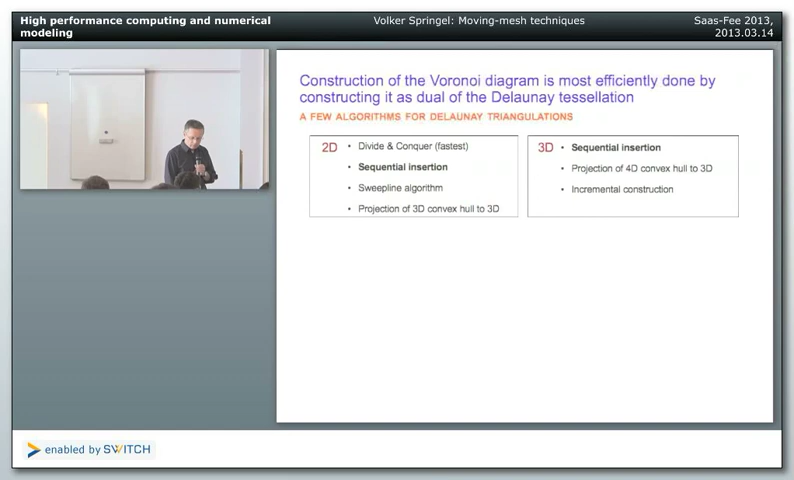 High performance computing and numerical
modeling
Volker Springel: Moving-mesh techniques
Saas-Fee 2013,
2013.03.14
Construction of the Voronoi diagram is most efficiently done by
constructing it as dual of the Delaunay tessellation
A FEW ALGORITHMS FOR DELAUNAY TRIANGULATIONS
2D
• Divide & Conquer (fastest)
• Sequential insertion
• Sweepline algorithm
• Projection of 3D convex hull to 3D
3D
• Sequential insertion
• Projection of 4D convex hull to 3D
• Incremental construction
enabled by SWITCH